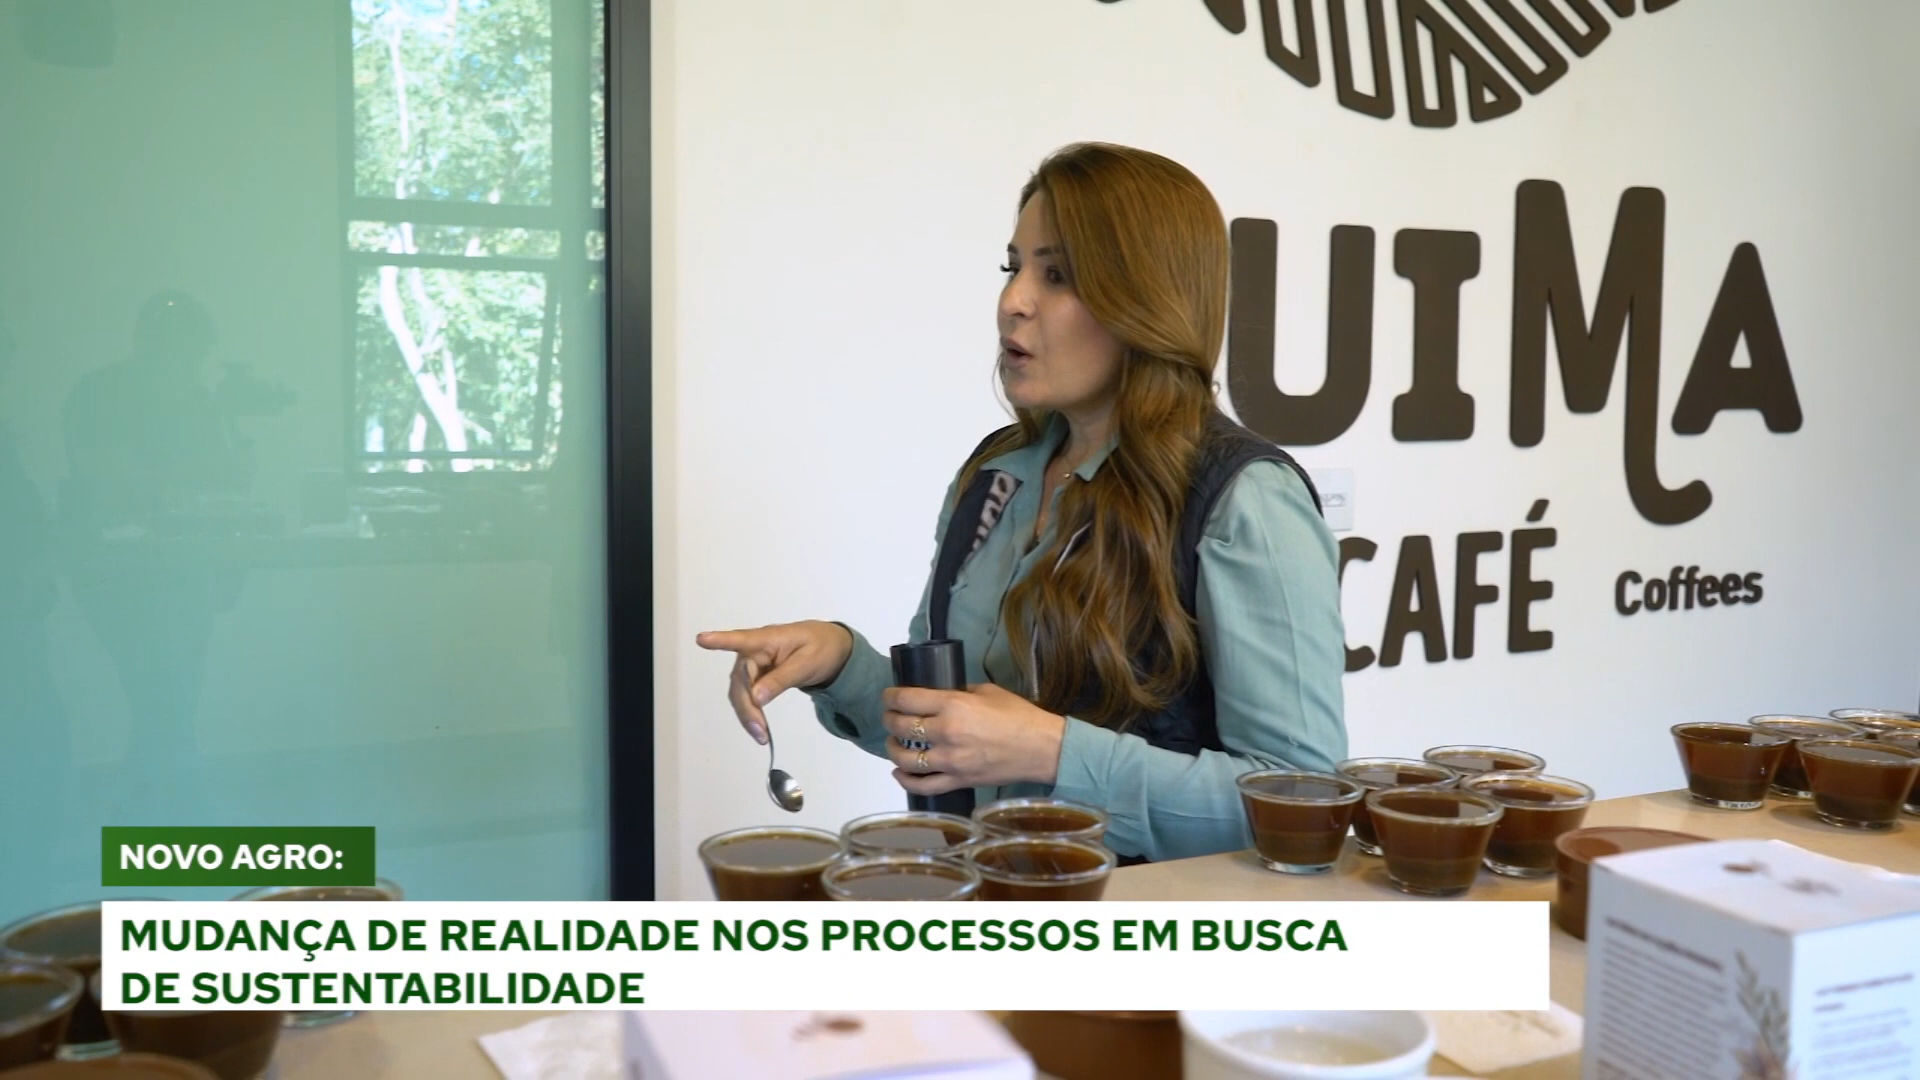 UIMA
CAFÉ
Coffees
NOVO AGRO:
MUDANÇA DE REALIDADE NOS PROCESSOS EM BUSCA
DE SUSTENTABILIDADE